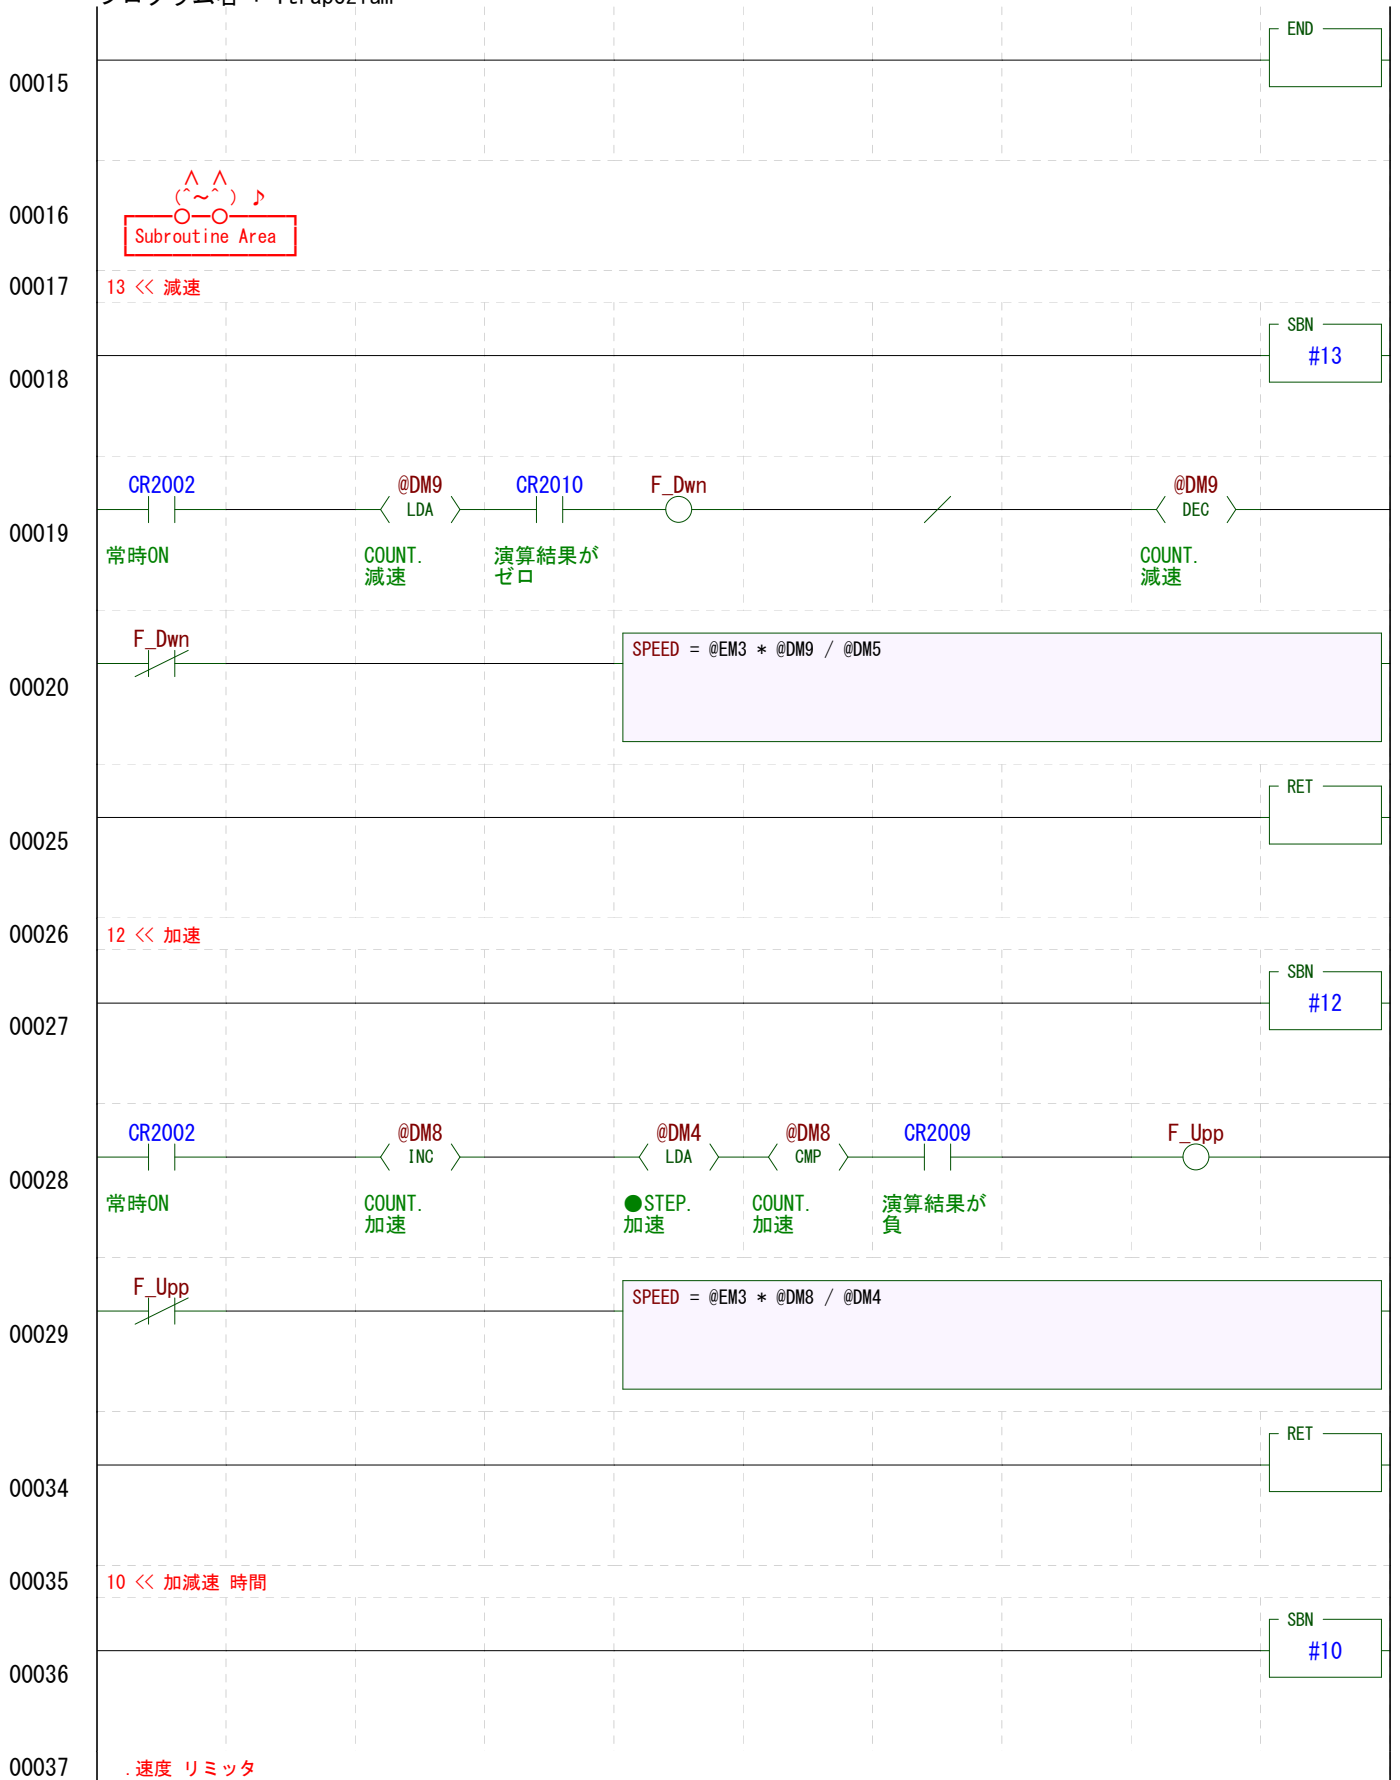 00015
END
00016
(^~^) ♪
Subroutine Area
00017
13 << 減速
SBN
#13
00018
CR2002 @DM9 CR2010 F_Dwn @DM9
LDA DEC
00019
常時ON COUNT. 演算結果が COUNT.
減速 ゼロ 減速
F_Dwn
SPEED = @EM3 * @DM9 / @DM5
00020
RET
00025
00026
12 << 加速
SBN
#12
00027
CR2002 @DM8 @DM4 @DM8 CR2009 F_Upp
INC LDA CMP
00028
常時ON COUNT. ●STEP. COUNT. 演算結果が
加速 加速 加速 負
F_Upp
SPEED = @EM3 * @DM8 / @DM4
00029
RET
00034
00035
10 << 加減速 時間
SBN
#10
00036
00037
.速度 リミッタ